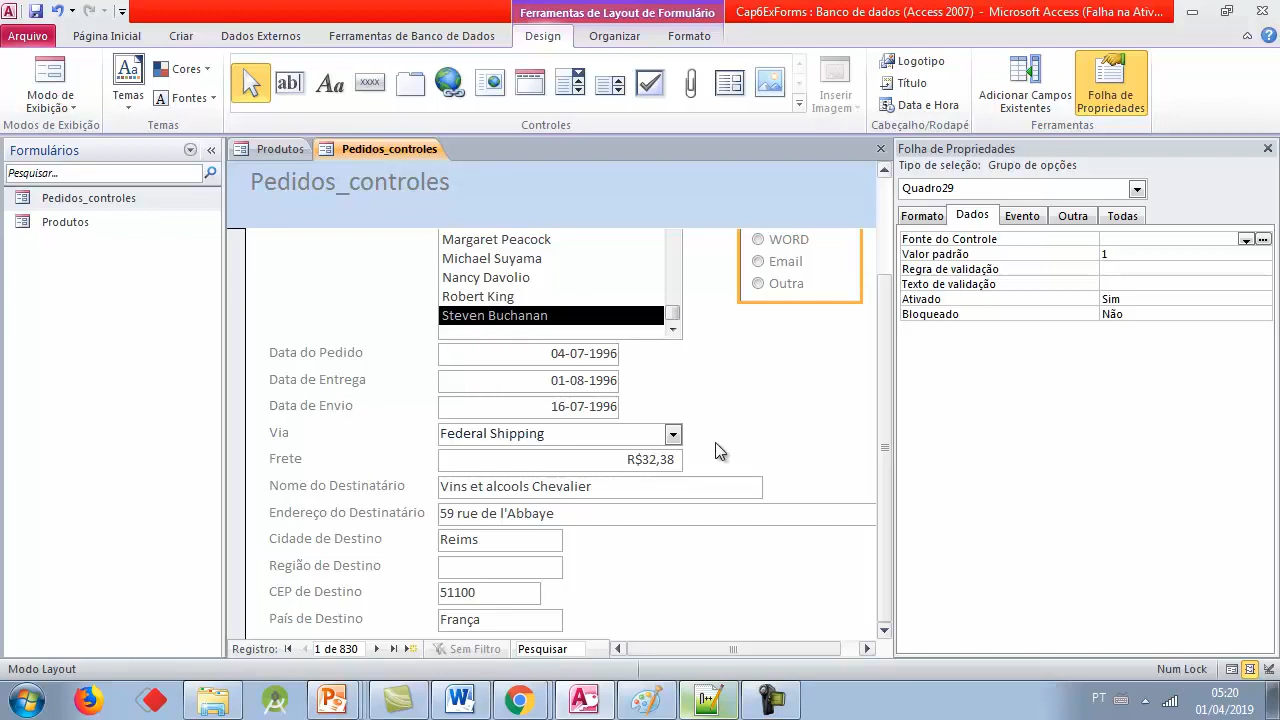 Ferramentas de Layout de Formulário
Cap6ExForms : Banco de dados (Access 2007) - Microsoft Access (Falha na Ativ...
Arquivo
Página Inicial
Criar
Dados Externos
Ferramentas de Banco de Dados
Design
Organizar
Formato
Modo de Exibição
Modos de Exibição
Temas
Cores
Fontes
Temas
ab|
Aa
xxxx
Controles
Inserir Imagem
Logotipo
Título
Data e Hora
Cabeçalho/Rodapé
Adicionar Campos Existentes
Folha de Propriedades
Ferramentas
Formulários
Pesquisar...
Pedidos_controles
Produtos
Produtos
Pedidos_controles
Pedidos_controles
Margaret Peacock
Michael Suyama
Nancy Davolio
Robert King
Steven Buchanan
WORD
Email
Outra
Data do Pedido 04-07-1996
Data de Entrega 01-08-1996
Data de Envio 16-07-1996
Via Federal Shipping
Frete R$32,38
Nome do Destinatário Vins et alcools Chevalier
Endereço do Destinatário 59 rue de l'Abbaye
Cidade de Destino Reims
Região de Destino
CEP de Destino 51100
País de Destino França
Registro: 1 de 830 Sem Filtro Pesquisar
Folha de Propriedades
Tipo de seleção: Grupo de opções
Quadro29
Formato Dados Evento Outra Todas
Fonte do Controle
Valor padrão 1
Regra de validação
Texto de validação
Ativado Sim
Bloqueado Não
Modo Layout
Num Lock
PT
05:20
01/04/2019